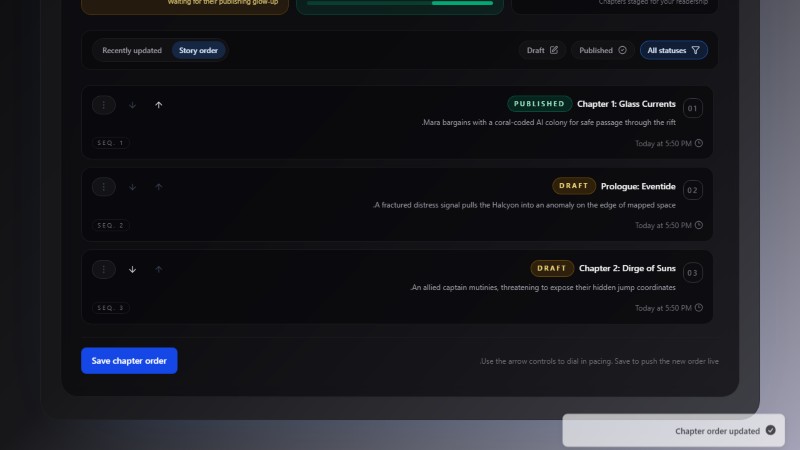 Waiting for their publishing glow-up
Chapters staged for your readership
Recently updated
Story order
Draft
Published
All statuses
PUBLISHED
Chapter 1: Glass Currents
01
.Mara bargains with a coral-coded AI colony for safe passage through the rift
SEQ. 1
Today at 5:50 PM
DRAFT
Prologue: Eventide
02
.A fractured distress signal pulls the Halcyon into an anomaly on the edge of mapped space
SEQ. 2
Today at 5:50 PM
DRAFT
Chapter 2: Dirge of Suns
03
.An allied captain mutinies, threatening to expose their hidden jump coordinates
SEQ. 3
Today at 5:50 PM
Save chapter order
.Use the arrow controls to dial in pacing. Save to push the new order live
Chapter order updated